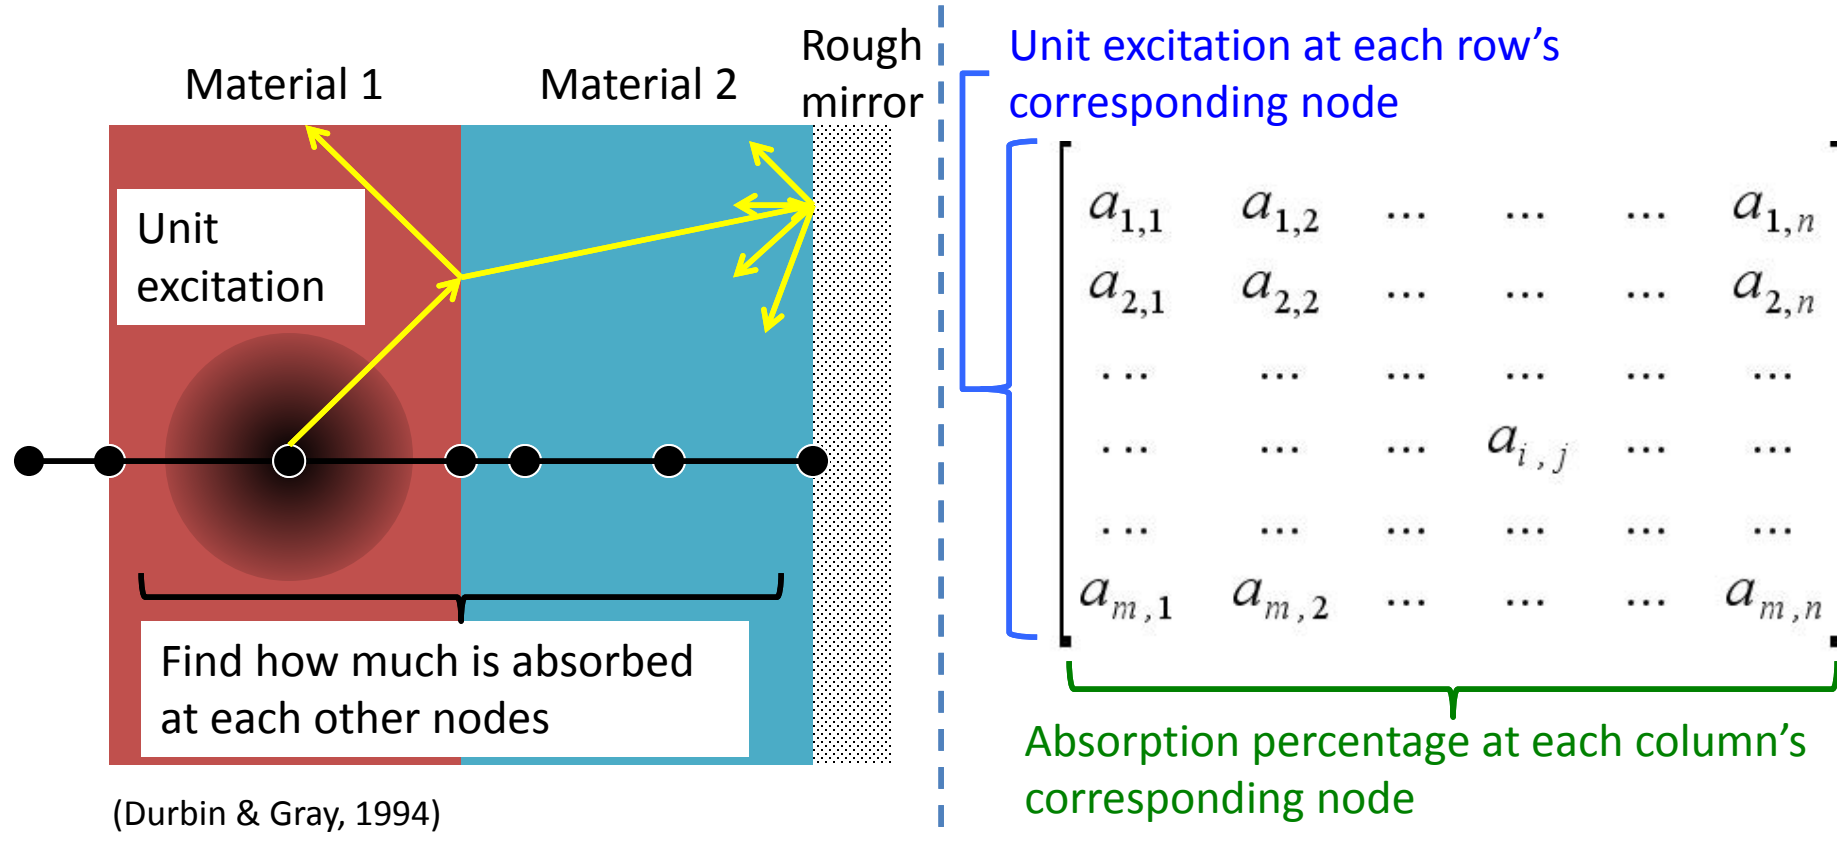 Material 1
Material 2
Rough
mirror
Unit
excitation
Find how much is absorbed
at each other nodes
(Durbin & Gray, 1994)
Unit excitation at each row’s
corresponding node
a1,1 a1,2 ... ... ... a1,n
a2,1 a2,2 ... ... ... a2,n
... ... ... ... ... ...
... ... ... ai,j ... ...
... ... ... ... ... ...
am,1 am,2 ... ... ... am,n
Absorption percentage at each column’s
corresponding node